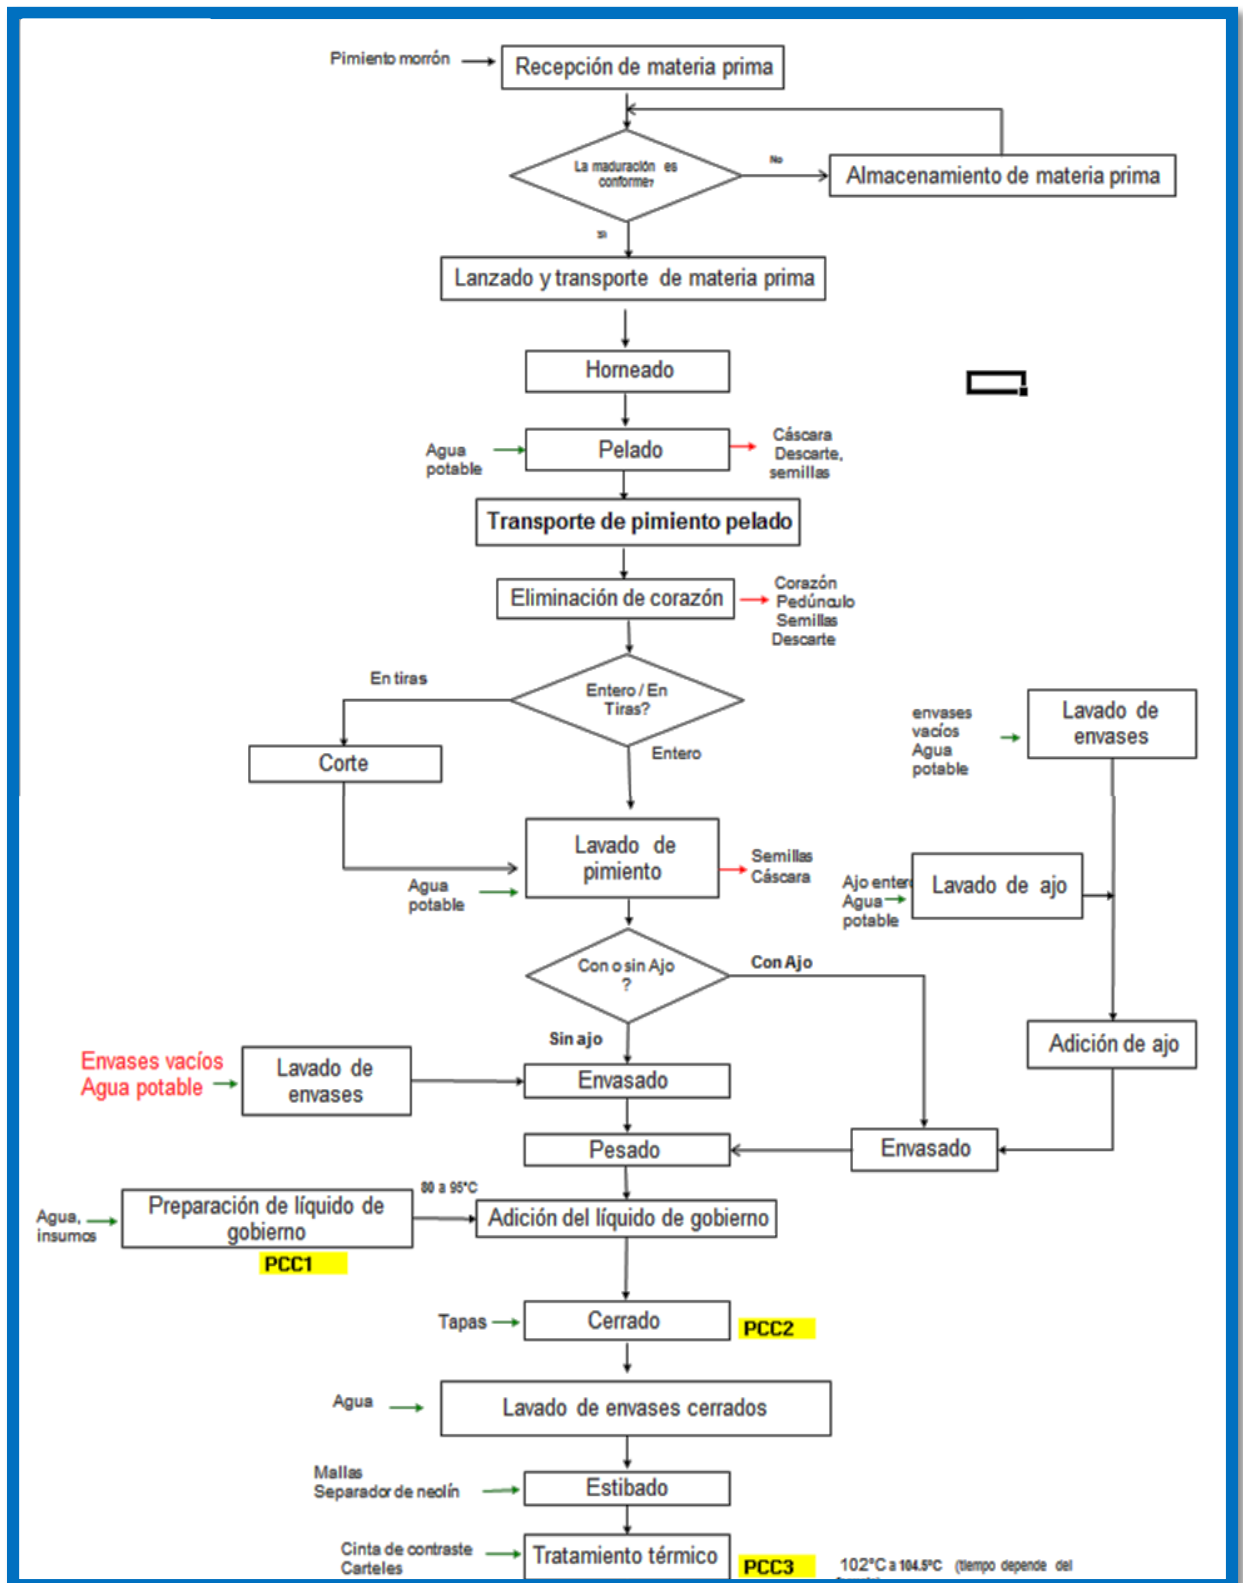 Pimiento morrón
Recepción de materia prima
La maduración es
conforme?
No
Almacenamiento de materia prima
Si
Lanzado y transporte de materia prima
Horneado
Agua
potable
Pelado
Cáscara
Descarte,
semillas
Transporte de pimiento pelado
Eliminación de corazón
Corazón
Pedúnculo
Semillas
Descarte
En tiras
Entero / En
Tiras?
Entero
Corte
envases
vacíos
Agua
potable
Lavado de
envases
Lavado de
pimiento
Agua
potable
Semillas
Cáscara
Ajo entero
Agua
potable
Lavado de ajo
Con o sin Ajo
?
Con Ajo
Sin ajo
Adición de ajo
Envases vacíos
Agua potable
Lavado de
envases
Envasado
Pesado
Envasado
Agua,
insumos
Preparación de líquido de
gobierno
PCC1
80 a 95°C
Adición del líquido de gobierno
Tapas
Cerrado
PCC2
Agua
Lavado de envases cerrados
Mallas
Separador de neolín
Estibado
Cinta de contraste
Carteles
Tratamiento térmico
PCC3
102°C a 104.5°C (tiempo depende del